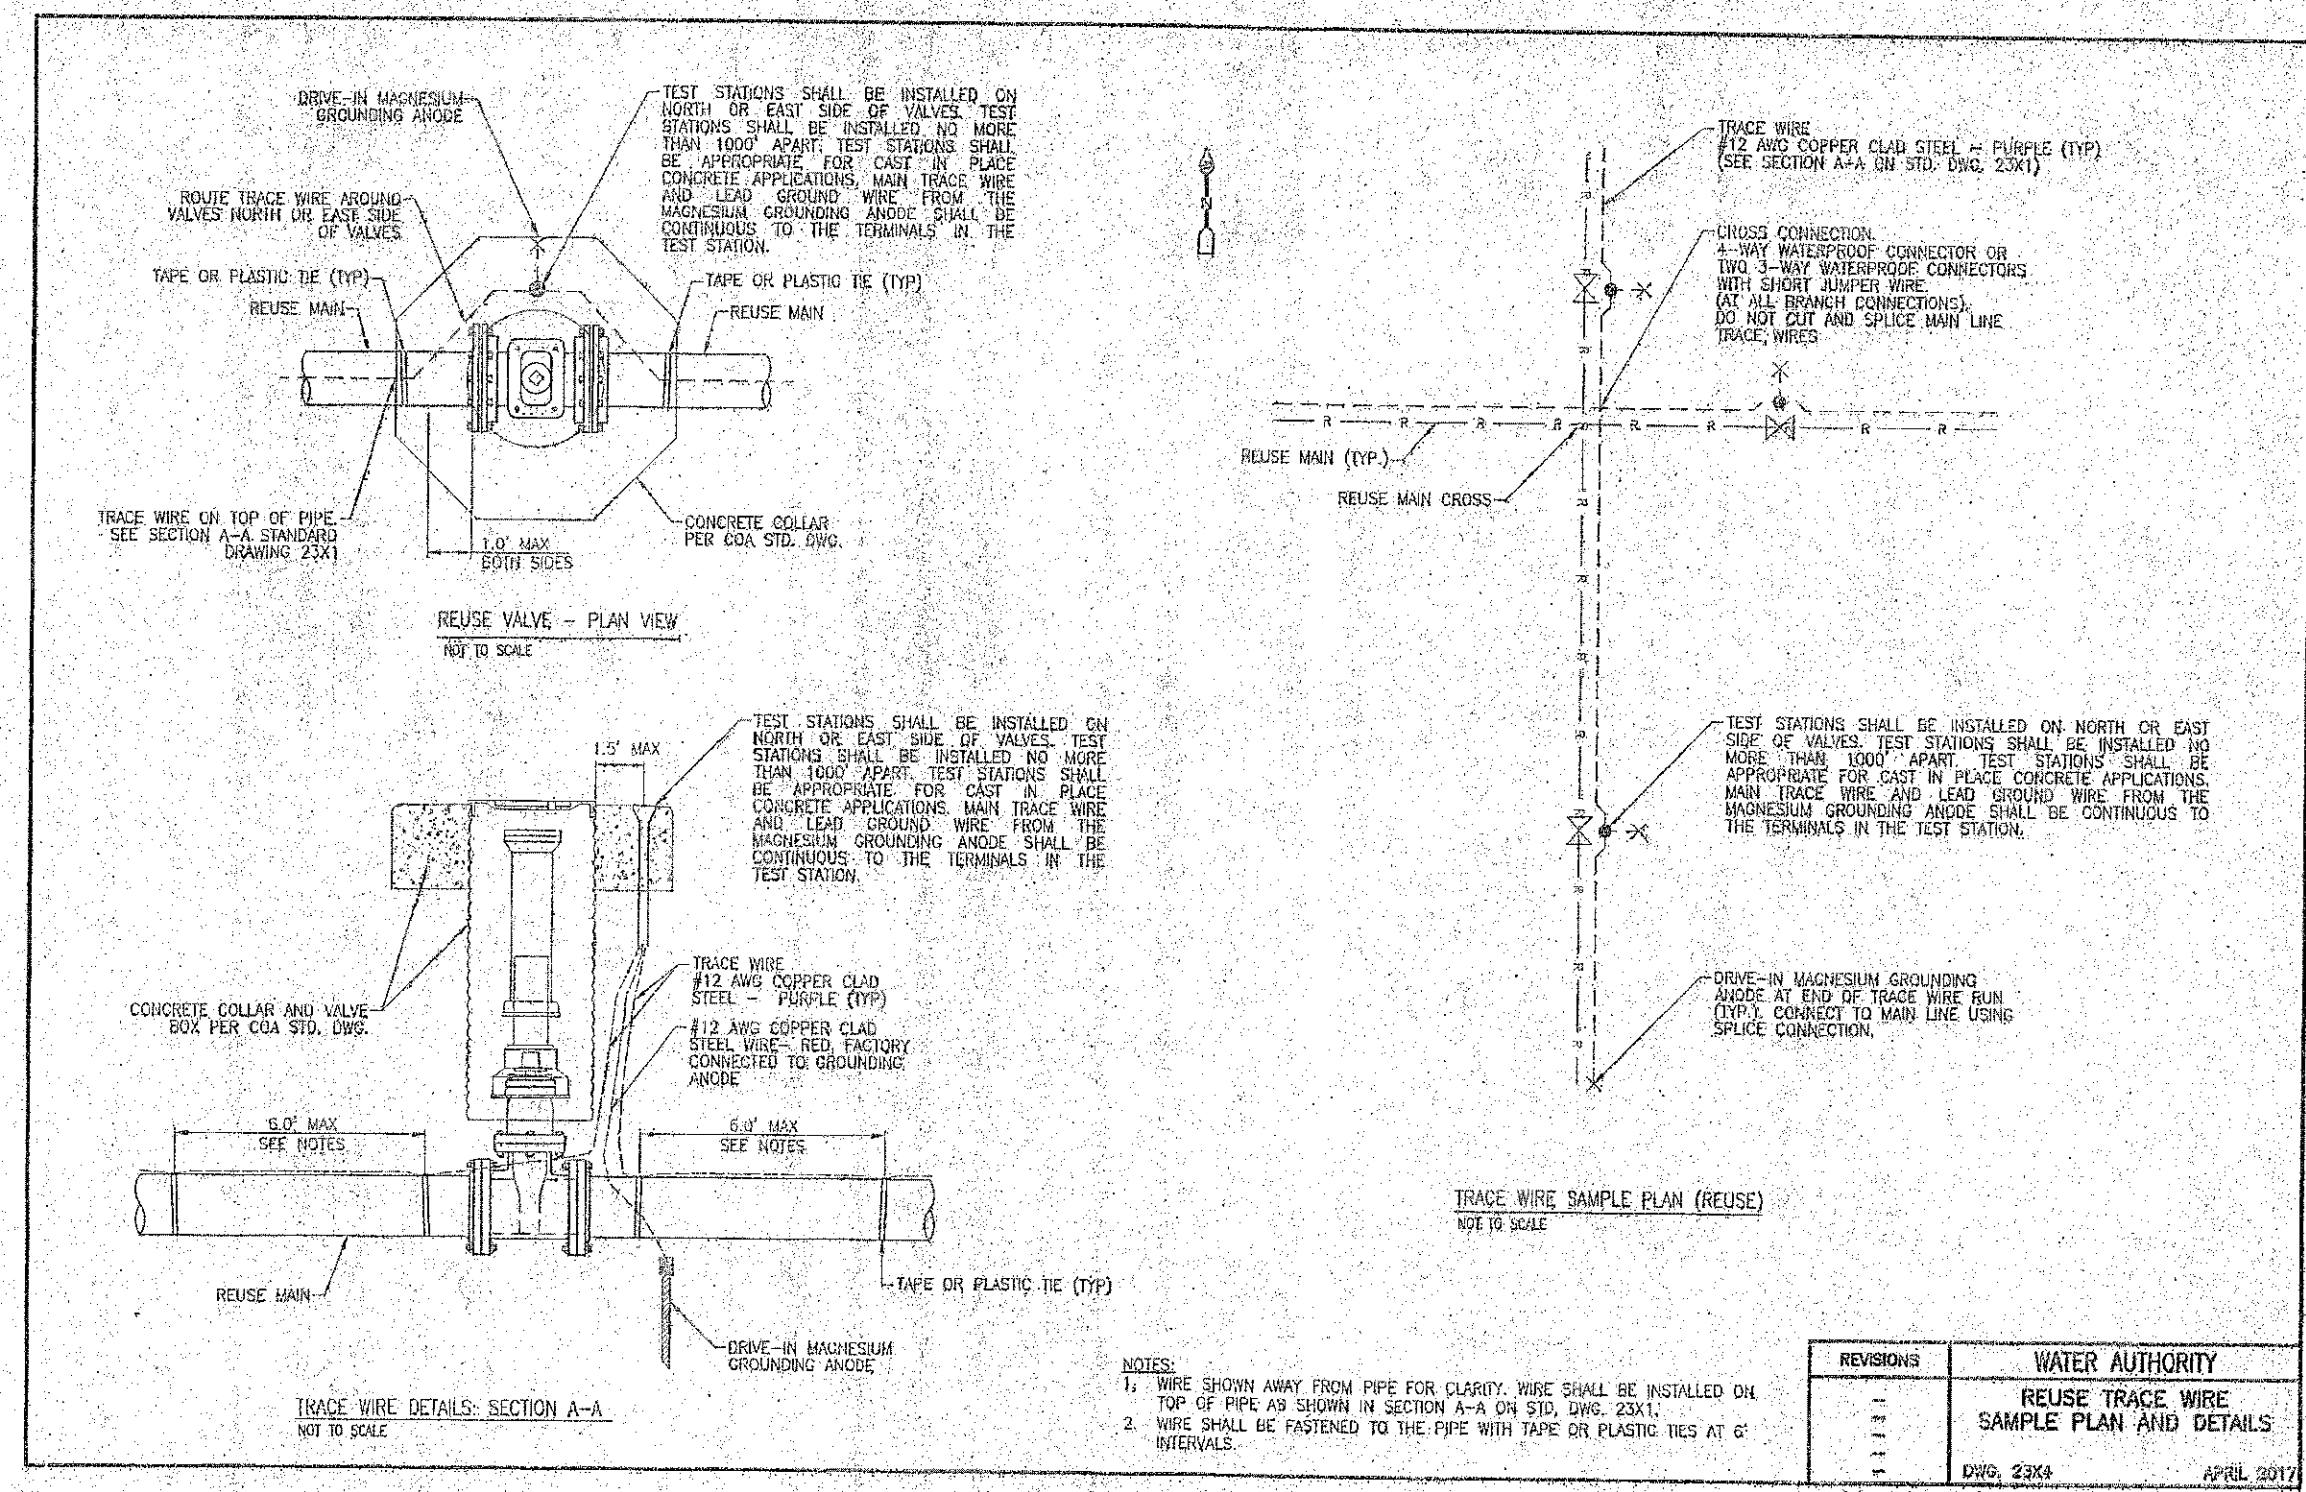 DRIVE-IN MAGNESIUM
GROUNDING ANODE
TEST STATIONS SHALL BE INSTALLED ON
NORTH OR EAST SIDE OF VALVES. TEST
STATIONS SHALL BE INSTALLED NO MORE
THAN 1000' APART. TEST STATIONS SHALL
BE APPROPRIATE FOR CAST IN PLACE
CONCRETE APPLICATIONS. MAIN TRACE WIRE
AND LEAD GROUND WIRE FROM THE
MAGNESIUM GROUNDING ANODE SHALL BE
CONTINUOUS TO THE TERMINALS IN THE
TEST STATION.
ROUTE TRACE WIRE AROUND
VALVES NORTH OR EAST SIDE
OF VALVES
TAPE OR PLASTIC TIE (TYP)
REUSE MAIN
TAPE OR PLASTIC TIE (TYP)
REUSE MAIN
TRACE WIRE ON TOP OF PIPE.
SEE SECTION A-A STANDARD
DRAWING 23X1
1.0' MAX
BOTH SIDES
CONCRETE COLLAR
PER COA STD. DWG.
REUSE VALVE - PLAN VIEW
NOT TO SCALE
N
TRACE WIRE
#12 AWG COPPER CLAD STEEL - PURPLE (TYP)
(SEE SECTION A-A ON STD. DWG. 23X1)
CROSS CONNECTION.
4-WAY WATERPROOF CONNECTOR OR
TWO 3-WAY WATERPROOF CONNECTORS
WITH SHORT JUMPER WIRE.
(AT ALL BRANCH CONNECTIONS).
DO NOT CUT AND SPLICE MAIN LINE
TRACE WIRES
R R R R R R R R
REUSE MAIN (TYP.)
REUSE MAIN CROSS
TEST STATIONS SHALL BE INSTALLED ON NORTH OR EAST
SIDE OF VALVES. TEST STATIONS SHALL BE INSTALLED NO
MORE THAN 1000' APART. TEST STATIONS SHALL BE
APPROPRIATE FOR CAST IN PLACE CONCRETE APPLICATIONS.
MAIN TRACE WIRE AND LEAD GROUND WIRE FROM THE
MAGNESIUM GROUNDING ANODE SHALL BE CONTINUOUS TO
THE TERMINALS IN THE TEST STATION.
DRIVE-IN MAGNESIUM GROUNDING
ANODE AT END OF TRACE WIRE RUN
(TYP.). CONNECT TO MAIN LINE USING
SPLICE CONNECTION.
TRACE WIRE SAMPLE PLAN (REUSE)
NOT TO SCALE
1.5' MAX
TEST STATIONS SHALL BE INSTALLED ON
NORTH OR EAST SIDE OF VALVES. TEST
STATIONS SHALL BE INSTALLED NO MORE
THAN 1000' APART. TEST STATIONS SHALL
BE APPROPRIATE FOR CAST IN PLACE
CONCRETE APPLICATIONS. MAIN TRACE WIRE
AND LEAD GROUND WIRE FROM THE
MAGNESIUM GROUNDING ANODE SHALL BE
CONTINUOUS TO THE TERMINALS IN THE
TEST STATION.
TRACE WIRE
#12 AWG COPPER CLAD
STEEL - PURPLE (TYP)
#12 AWG COPPER CLAD
STEEL WIRE- RED, FACTORY
CONNECTED TO GROUNDING
ANODE
CONCRETE COLLAR AND VALVE
BOX PER COA STD. DWG.
6.0' MAX
SEE NOTES
6.0' MAX
SEE NOTES
REUSE MAIN
TAPE OR PLASTIC TIE (TYP)
DRIVE-IN MAGNESIUM
GROUNDING ANODE
TRACE WIRE DETAILS: SECTION A-A
NOT TO SCALE
NOTES:
1. WIRE SHOWN AWAY FROM PIPE FOR CLARITY. WIRE SHALL BE INSTALLED ON
TOP OF PIPE AS SHOWN IN SECTION A-A ON STD. DWG. 23X1.
2. WIRE SHALL BE FASTENED TO THE PIPE WITH TAPE OR PLASTIC TIES AT 6'
INTERVALS.
REVISIONS
WATER AUTHORITY
REUSE TRACE WIRE
SAMPLE PLAN AND DETAILS
DWG. 23X4
APRIL 2017